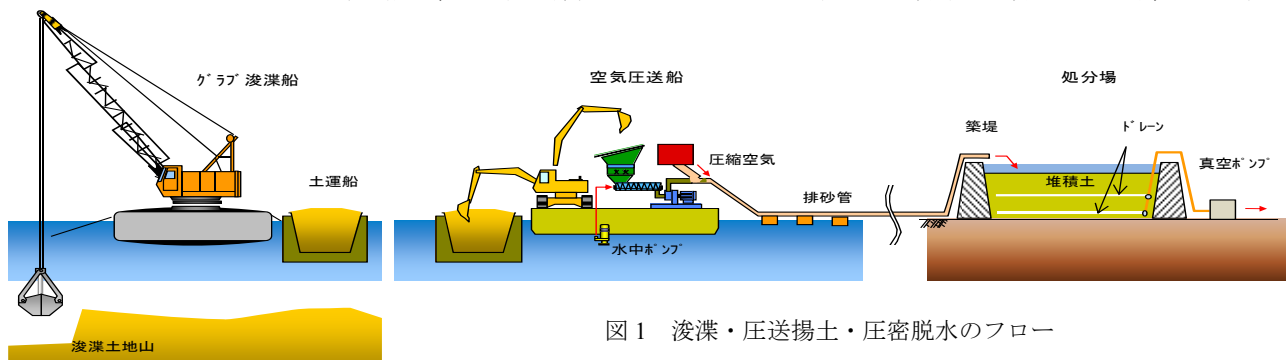 ｸﾞﾗﾌﾞ浚渫船
土運船
浚渫土地山
空気圧送船
圧縮空気
排砂管
水中ﾎﾟﾝﾌﾟ
処分場
築堤
ﾄﾞﾚｰﾝ
真空ﾎﾟﾝﾌﾟ
堆積土
図1　浚渫・圧送揚土・圧密脱水のフロー